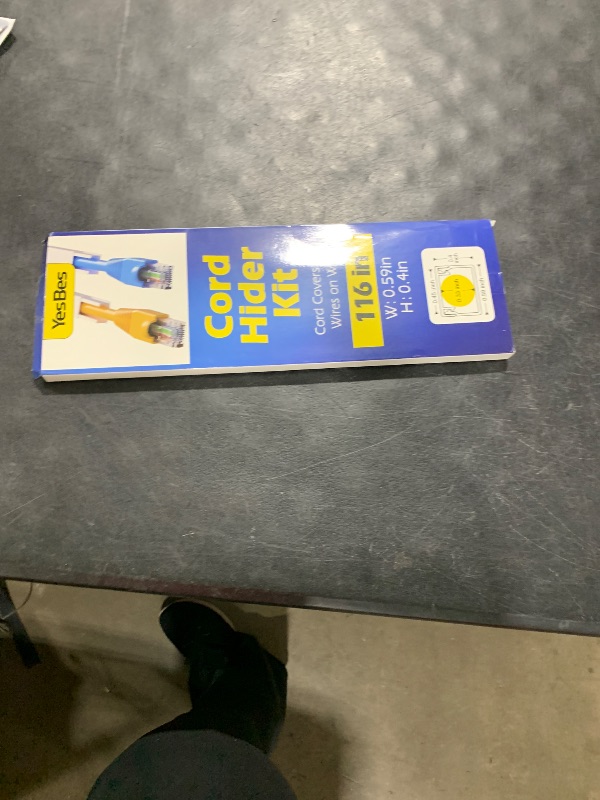 YesBes
Cord
Hider
Kit
Cord Covers
Wires on
116 in
W: 0.59in
H: 0.4in